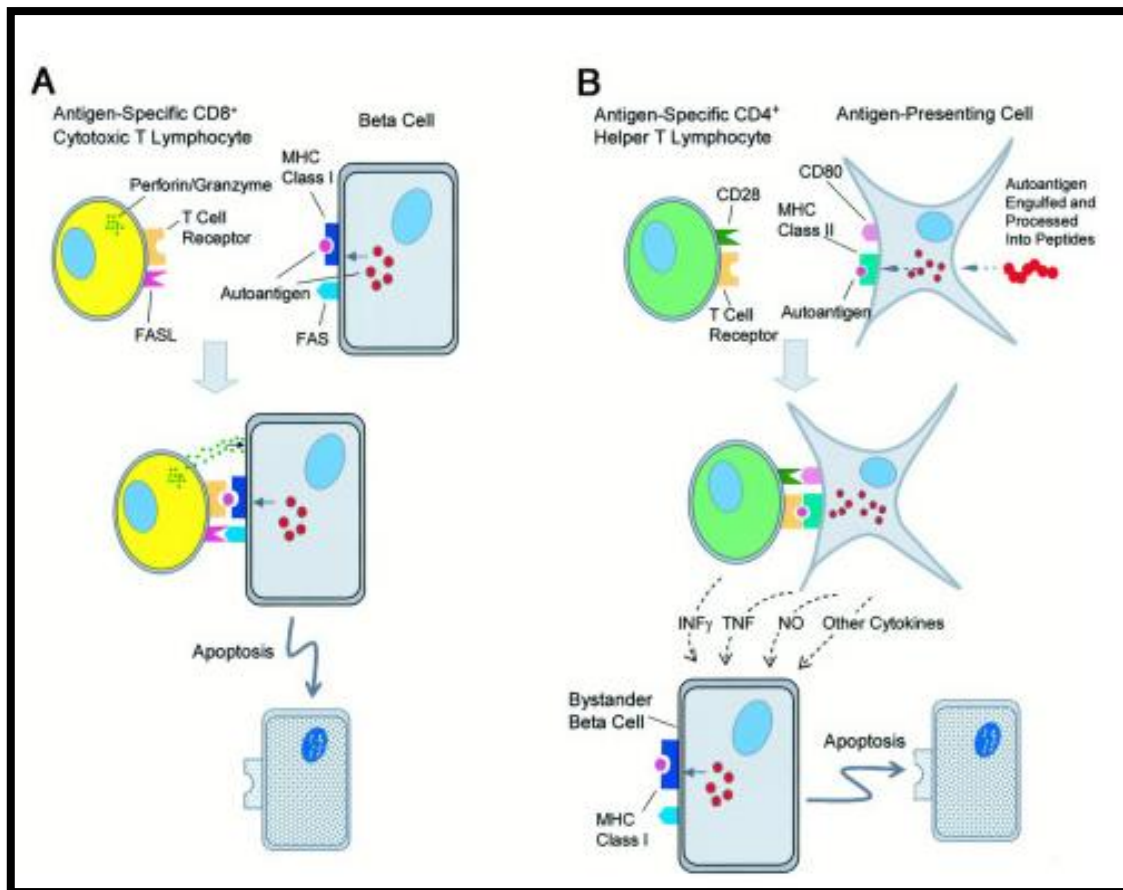 A
Antigen-Specific CD8+
Cytotoxic T Lymphocyte
Beta Cell
MHC
Class I
Perforin/Granzyme
T Cell
Receptor
Autoantigen
FASL
FAS
Apoptosis
B
Antigen-Specific CD4+
Helper T Lymphocyte
Antigen-Presenting Cell
CD80
CD28
MHC
Class II
Autoantigen
Engulfed and
Processed
Into Peptides
T Cell
Receptor
Autoantigen
INFγ
TNF
NO
Other Cytokines
Bystander
Beta Cell
Apoptosis
MHC
Class I